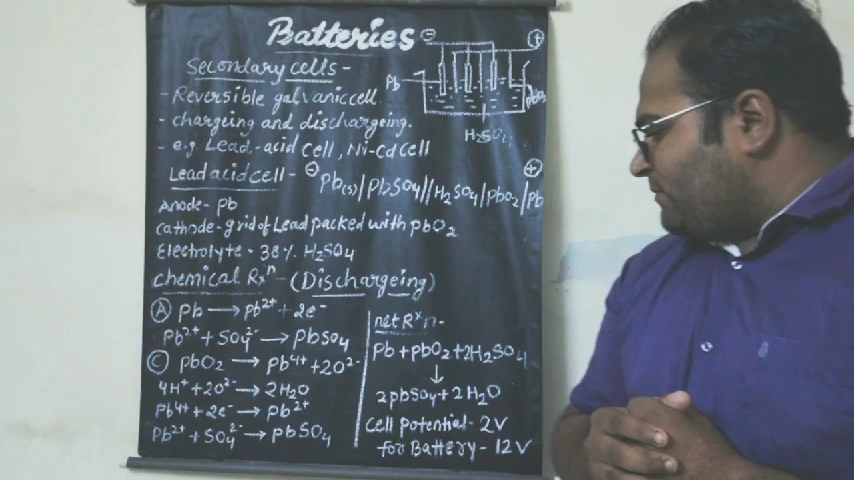 Batteries
Secondary cells -
- Reversible galvanic cell.
- chargeing and dischargeing.
- e.g Lead-acid cell, Ni-Cd cell
⊖ ⊕
Pb
PbO₂
H₂SO₄
Lead acid cell - ⊖ Pb(s)/PbSO4//H₂SO4/PbO₂/Pb ⊕
Anode - Pb
Cathode - grid of Lead packed with PbO₂
Electrolyte - 38% H₂SO4
Chemical Rxⁿ - (Dischargeing)
Ⓐ Pb → Pb²⁺ + 2e⁻
Pb²⁺ + SO₄²⁻ → PbSO4
Ⓒ PbO₂ → Pb⁴⁺ + 2O²⁻
4H⁺ + 2O²⁻ → 2H₂O
Pb⁴⁺ + 2e⁻ → Pb²⁺
Pb²⁺ + SO₄²⁻ → PbSO4
net Rxn -
Pb + PbO₂ + 2H₂SO4
↓
2PbSO4 + 2H₂O
Cell potential - 2V
for Battery - 12V